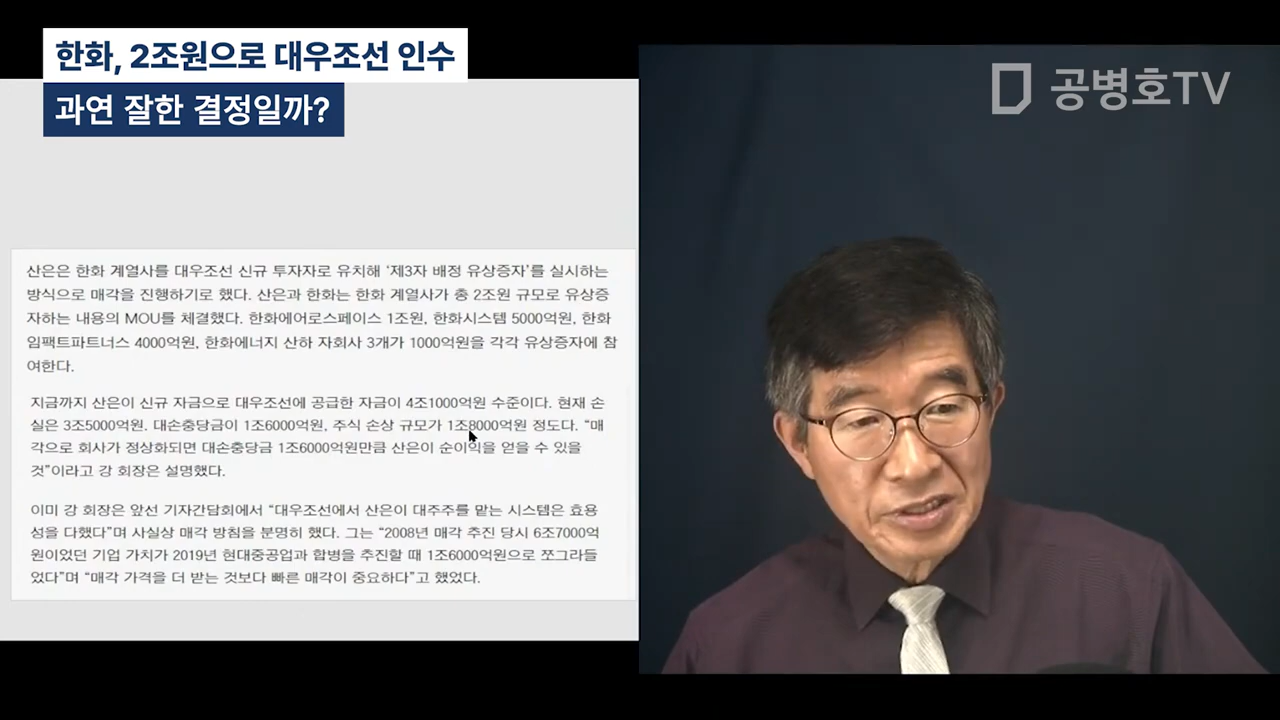 한화, 2조원으로 대우조선 인수
과연 잘한 결정일까?
공병호TV
산은은 한화 계열사를 대우조선 신규 투자자로 유치해 ‘제3자 배정 유상증자’를 실시하는
방식으로 매각을 진행하기로 했다. 산은과 한화는 한화 계열사가 총 2조원 규모로 유상증
자하는 내용의 MOU를 체결했다. 한화에어로스페이스 1조원, 한화시스템 5000억원, 한화
임팩트파트너스 4000억원, 한화에너지 산하 자회사 3개가 1000억원을 각각 유상증자에 참
여한다.
지금까지 산은이 신규 자금으로 대우조선에 공급한 자금이 4조1000억원 수준이다. 현재 손
실은 3조5000억원. 대손충당금이 1조6000억원, 주식 손상 규모가 1조8000억원 정도다. “매
각으로 회사가 정상화되면 대손충당금 1조6000억원만큼 산은이 순이익을 얻을 수 있을
것”이라고 강 회장은 설명했다.
이미 강 회장은 앞선 기자간담회에서 “대우조선에서 산은이 대주주를 맡는 시스템은 효용
성을 다했다”며 사실상 매각 방침을 분명히 했다. 그는 “2008년 매각 추진 당시 6조7000억
원이었던 기업 가치가 2019년 현대중공업과 합병을 추진할 때 1조6000억원으로 쪼그라들
었다”며 “매각 가격을 더 받는 것보다 빠른 매각이 중요하다”고 했었다.